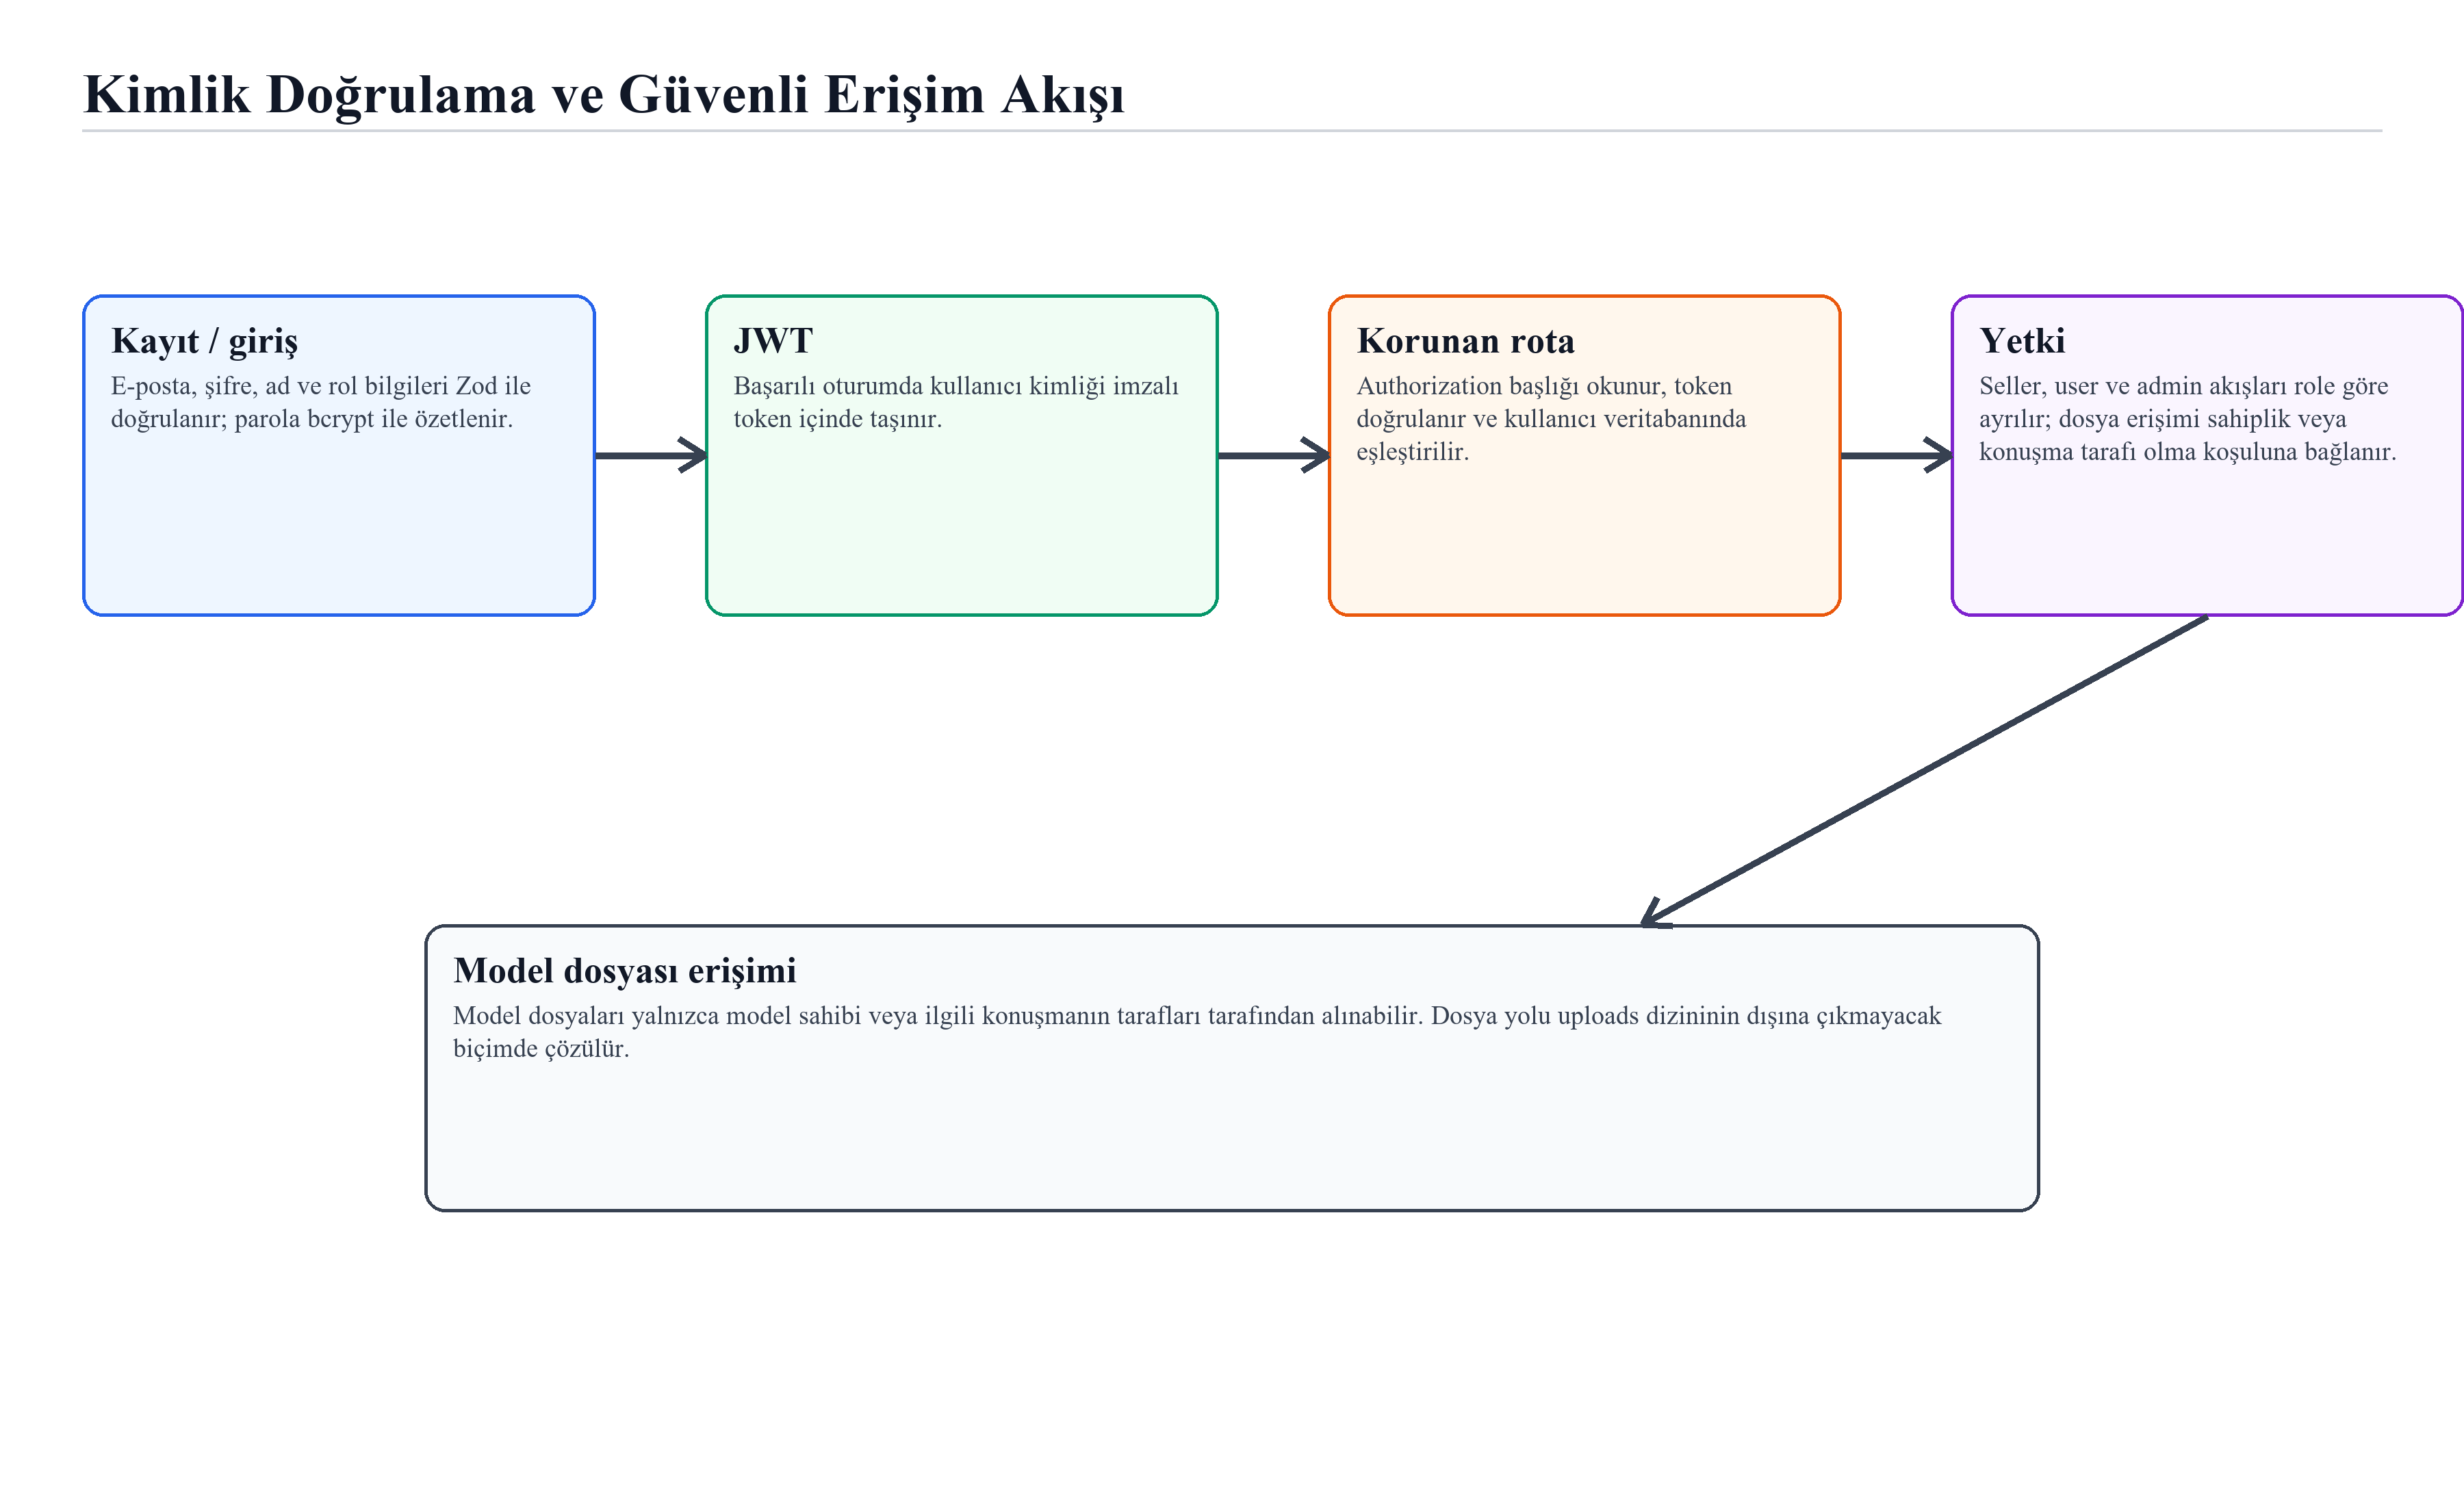 Kimlik Doğrulama ve Güvenli Erişim Akışı
Kayıt / giriş
E-posta, şifre, ad ve rol bilgileri Zod ile
doğrulanır; parola bcrypt ile özetlenir.
JWT
Başarılı oturumda kullanıcı kimliği imzalı
token içinde taşınır.
Korunan rota
Authorization başlığı okunur, token
doğrulanır ve kullanıcı veritabanında
eşleştirilir.
Yetki
Seller, user ve admin akışları role göre
ayrılır; dosya erişimi sahiplik veya
konuşma tarafı olma koşuluna bağlanır.
Model dosyası erişimi
Model dosyaları yalnızca model sahibi veya ilgili konuşmanın tarafları tarafından alınabilir. Dosya yolu uploads dizininin dışına çıkmayacak
biçimde çözülür.